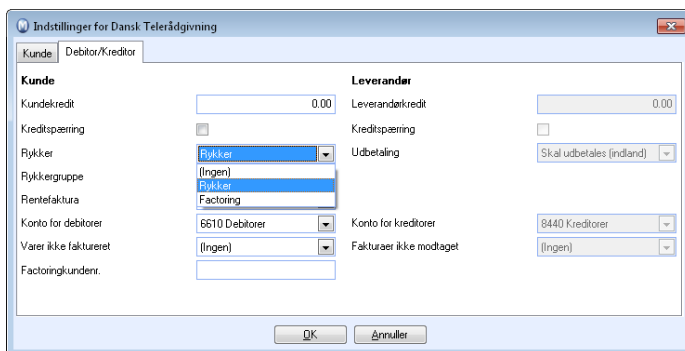 Indstillinger for Dansk Telerådgivning
Kunde Debitor/Kreditor
Kunde
Kundekredit 0.00
Kreditspærring
Rykker Rykker
(Ingen)
Rykker
Factoring
Rykkergruppe
Rentefaktura
Konto for debitorer 6610 Debitorer
Varer ikke faktureret (Ingen)
Factoringkundenr.
Leverandør
Leverandørkredit 0.00
Kreditspærring
Udbetaling Skal udbetales (indland)
Konto for kreditorer 8440 Kreditorer
Fakturaer ikke modtaget (Ingen)
OK Annuller